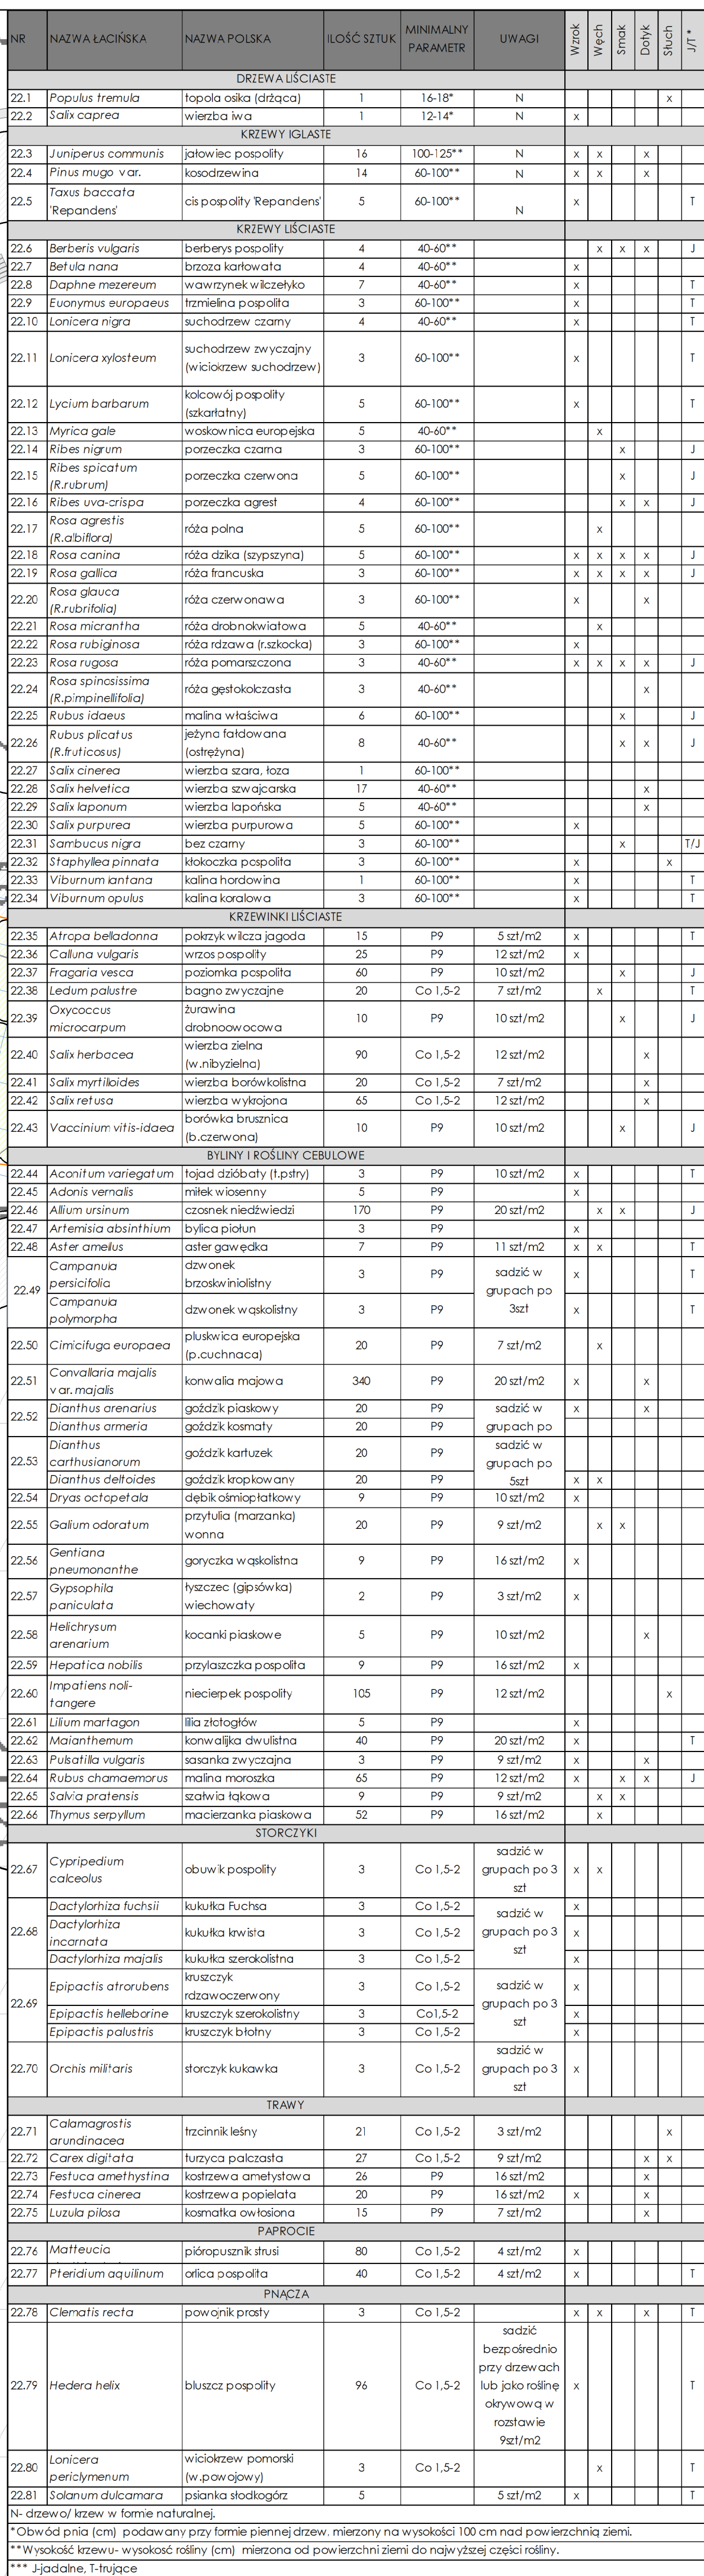 NR NAZWA ŁACIŃSKA NAZWA POLSKA ILOŚĆ SZTUK MINIMALNY PARAMETR UWAGI Wzrok Węch Smak Dotyk Słuch J/T *
DRZEWA LIŚCIASTE
22.1 Populus tremula topola osika (drżąca) 1 16-18* N x
22.2 Salix caprea wierzba iwa 1 12-14* N x
KRZEWY IGLASTE
22.3 Juniperus communis jałowiec pospolity 16 100-125** N x x x
22.4 Pinus mugo var. kosodrzewina 14 60-100** N x x x
22.5 Taxus baccata 'Repandens' cis pospolity 'Repandens' 5 60-100** N x T
KRZEWY LIŚCIASTE
22.6 Berberis vulgaris berberys pospolity 4 40-60** x x x J
22.7 Betula nana brzoza karłowata 4 40-60** x
22.8 Daphne mezereum wawrzynek wilczełyko 7 40-60** x T
22.9 Euonymus europaeus trzmielina pospolita 3 60-100** x T
22.10 Lonicera nigra suchodrzew czarny 4 40-60** x T
22.11 Lonicera xylosteum suchodrzew zwyczajny (wiciokrzew suchodrzew) 3 60-100** x T
22.12 Lycium barbarum kolcowój pospolity (szkarłatny) 5 60-100** x T
22.13 Myrica gale woskownica europejska 5 40-60** x
22.14 Ribes nigrum porzeczka czarna 3 60-100** x J
22.15 Ribes spicatum (R.rubrum) porzeczka czerwona 5 60-100** x J
22.16 Ribes uva-crispa porzeczka agrest 4 60-100** x x J
22.17 Rosa agrestis (R.albiflora) róża polna 5 60-100** x
22.18 Rosa canina róża dzika (szypszyna) 5 60-100** x x x x J
22.19 Rosa gallica róża francuska 3 60-100** x x x x J
22.20 Rosa glauca (R.rubrifolia) róża czerwonawa 3 60-100** x x
22.21 Rosa micrantha róża drobnokwiatowa 5 40-60** x
22.22 Rosa rubiginosa róża rdzawa (r.szkocka) 3 60-100** x
22.23 Rosa rugosa róża pomarszczona 3 40-60** x x x x J
22.24 Rosa spinosissima (R.pimpinellifolia) róża gęstokolczasta 3 40-60** x
22.25 Rubus idaeus malina właściwa 6 60-100** x J
22.26 Rubus plicatus (R.fruticosus) jeżyna fałdowana (ostrężyna) 8 40-60** x x J
22.27 Salix cinerea wierzba szara, łoza 1 60-100**
22.28 Salix helvetica wierzba szwajcarska 17 40-60** x
22.29 Salix laponum wierzba lapońska 5 40-60** x
22.30 Salix purpurea wierzba purpurowa 5 60-100** x
22.31 Sambucus nigra bez czarny 3 60-100** x T/J
22.32 Staphyllea pinnata kłokoczka pospolita 3 60-100** x x
22.33 Viburnum lantana kalina hordowina 1 60-100** x T
22.34 Viburnum opulus kalina koralowa 3 60-100** x T
KRZEWINKI LIŚCIASTE
22.35 Atropa belladonna pokrzyk wilcza jagoda 15 P9 5 szt/m2 x T
22.36 Calluna vulgaris wrzos pospolity 25 P9 12 szt/m2 x
22.37 Fragaria vesca poziomka pospolita 60 P9 10 szt/m2 x J
22.38 Ledum palustre bagno zwyczajne 20 Co 1,5-2 7 szt/m2 x T
22.39 Oxycoccus microcarpum żurawina drobnoowocowa 10 P9 10 szt/m2 x J
22.40 Salix herbacea wierzba zielna (w.nibyzielna) 90 Co 1,5-2 12 szt/m2 x
22.41 Salix myrtilloides wierzba borówkolistna 20 Co 1,5-2 7 szt/m2 x
22.42 Salix retusa wierzba wykrojona 65 Co 1,5-2 12 szt/m2 x
22.43 Vaccinium vitis-idaea borówka brusznica (b.czerwona) 10 P9 10 szt/m2 x J
BYLINY I ROŚLINY CEBULOWE
22.44 Aconitum variegatum tojad dzióbaty (t.pstry) 3 P9 10 szt/m2 x T
22.45 Adonis vernalis miłek wiosenny 5 P9 x
22.46 Allium ursinum czosnek niedźwiedzi 170 P9 20 szt/m2 x x J
22.47 Artemisia absinthium bylica piołun 3 P9 x
22.48 Aster amellus aster gawędka 7 P9 11 szt/m2 x x T
22.49 Campanula persicifolia dzwonek brzoskwiniolistny 3 P9 sadzić w grupach po 3szt x T
Campanula polymorpha dzwonek wąskolistny 3 P9 x T
22.50 Cimicifuga europaea pluskwica europejska (p.cuchnaca) 20 P9 7 szt/m2 x
22.51 Convallaria majalis var. majalis konwalia majowa 340 P9 20 szt/m2 x x
22.52 Dianthus arenarius goździk piaskowy 20 P9 sadzić w grupach po x x
Dianthus armeria goździk kosmaty 20 P9
22.53 Dianthus carthusianorum goździk kartuzek 20 P9 sadzić w grupach po 5szt
Dianthus deltoides goździk kropkowany 20 P9 x x
22.54 Dryas octopetala dębik ośmiopłatkowy 9 P9 10 szt/m2 x
22.55 Galium odoratum przytulia (marzanka) wonna 20 P9 9 szt/m2 x x
22.56 Gentiana pneumonanthe goryczka wąskolistna 9 P9 16 szt/m2 x
22.57 Gypsophila paniculata łyszczec (gipsówka) wiechowaty 2 P9 3 szt/m2 x
22.58 Helichrysum arenarium kocanki piaskowe 5 P9 10 szt/m2 x
22.59 Hepatica nobilis przylaszczka pospolita 9 P9 16 szt/m2 x
22.60 Impatiens noli-tangere niecierpek pospolity 105 P9 12 szt/m2 x
22.61 Lilium martagon lilia złotogłów 5 P9 x
22.62 Maianthemum konwalijka dwulistna 40 P9 20 szt/m2 x T
22.63 Pulsatilla vulgaris sasanka zwyczajna 3 P9 9 szt/m2 x x
22.64 Rubus chamaemorus malina moroszka 65 P9 12 szt/m2 x x x J
22.65 Salvia pratensis szałwia łąkowa 9 P9 9 szt/m2 x x
22.66 Thymus serpyllum macierzanka piaskowa 52 P9 16 szt/m2 x
STORCZYKI
22.67 Cypripedium calceolus obuwik pospolity 3 Co 1,5-2 sadzić w grupach po 3 szt x x
22.68 Dactylorhiza fuchsii kukułka Fuchsa 3 Co 1,5-2 sadzić w grupach po 3 szt x
Dactylorhiza incarnata kukułka krwista 3 Co 1,5-2 x
Dactylorhiza majalis kukułka szerokolistna 3 Co 1,5-2 x
22.69 Epipactis atrorubens kruszczyk rdzawoczerwony 3 Co 1,5-2 sadzić w grupach po 3 szt x
Epipactis helleborine kruszczyk szerokolistny 3 Co1,5-2 x
Epipactis palustris kruszczyk błotny 3 Co 1,5-2 x
22.70 Orchis militaris storczyk kukawka 3 Co 1,5-2 sadzić w grupach po 3 szt x
TRAWY
22.71 Calamagrostis arundinacea trzcinnik leśny 21 Co 1,5-2 3 szt/m2 x
22.72 Carex digitata turzyca palczasta 27 Co 1,5-2 9 szt/m2 x x
22.73 Festuca amethystina kostrzewa ametystowa 26 P9 16 szt/m2 x
22.74 Festuca cinerea kostrzewa popielata 20 P9 16 szt/m2 x x
22.75 Luzula pilosa kosmatka owłosiona 15 P9 7 szt/m2 x
PAPROCIE
22.76 Matteucia pióropusznik strusi 80 Co 1,5-2 4 szt/m2 x
22.77 Pteridium aquilinum orlica pospolita 40 Co 1,5-2 4 szt/m2 x T
PNĄCZA
22.78 Clematis recta powojnik prosty 3 Co 1,5-2 x x x T
22.79 Hedera helix bluszcz pospolity 96 Co 1,5-2 sadzić bezpośrednio przy drzewach lub jako roślinę okrywową w rozstawie 9szt/m2 x T
22.80 Lonicera periclymenum wiciokrzew pomorski (w.powojowy) 3 Co 1,5-2 x T
22.81 Solanum dulcamara psianka słodkogórz 5 5 szt/m2 x T
N- drzewo/ krzew w formie naturalnej.
*Obwód pnia (cm) podawany przy formie piennej drzew. mierzony na wysokości 100 cm nad powierzchnią ziemi.
**Wysokość krzewu- wysokosć rośliny (cm) mierzona od powierzchni ziemi do najwyższej części rośliny.
*** J-jadalne, T-trujące